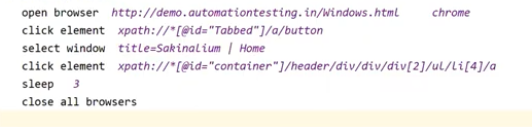 open browser  http://demo.automationtesting.in/Windows.html     chrome
click element  xpath://*[@id="Tabbed"]/a/button
select window  title=Sakinalium | Home
click element  xpath://*[@id="container"]/header/div/div/div[2]/ul/li[4]/a
sleep   3
close all browsers